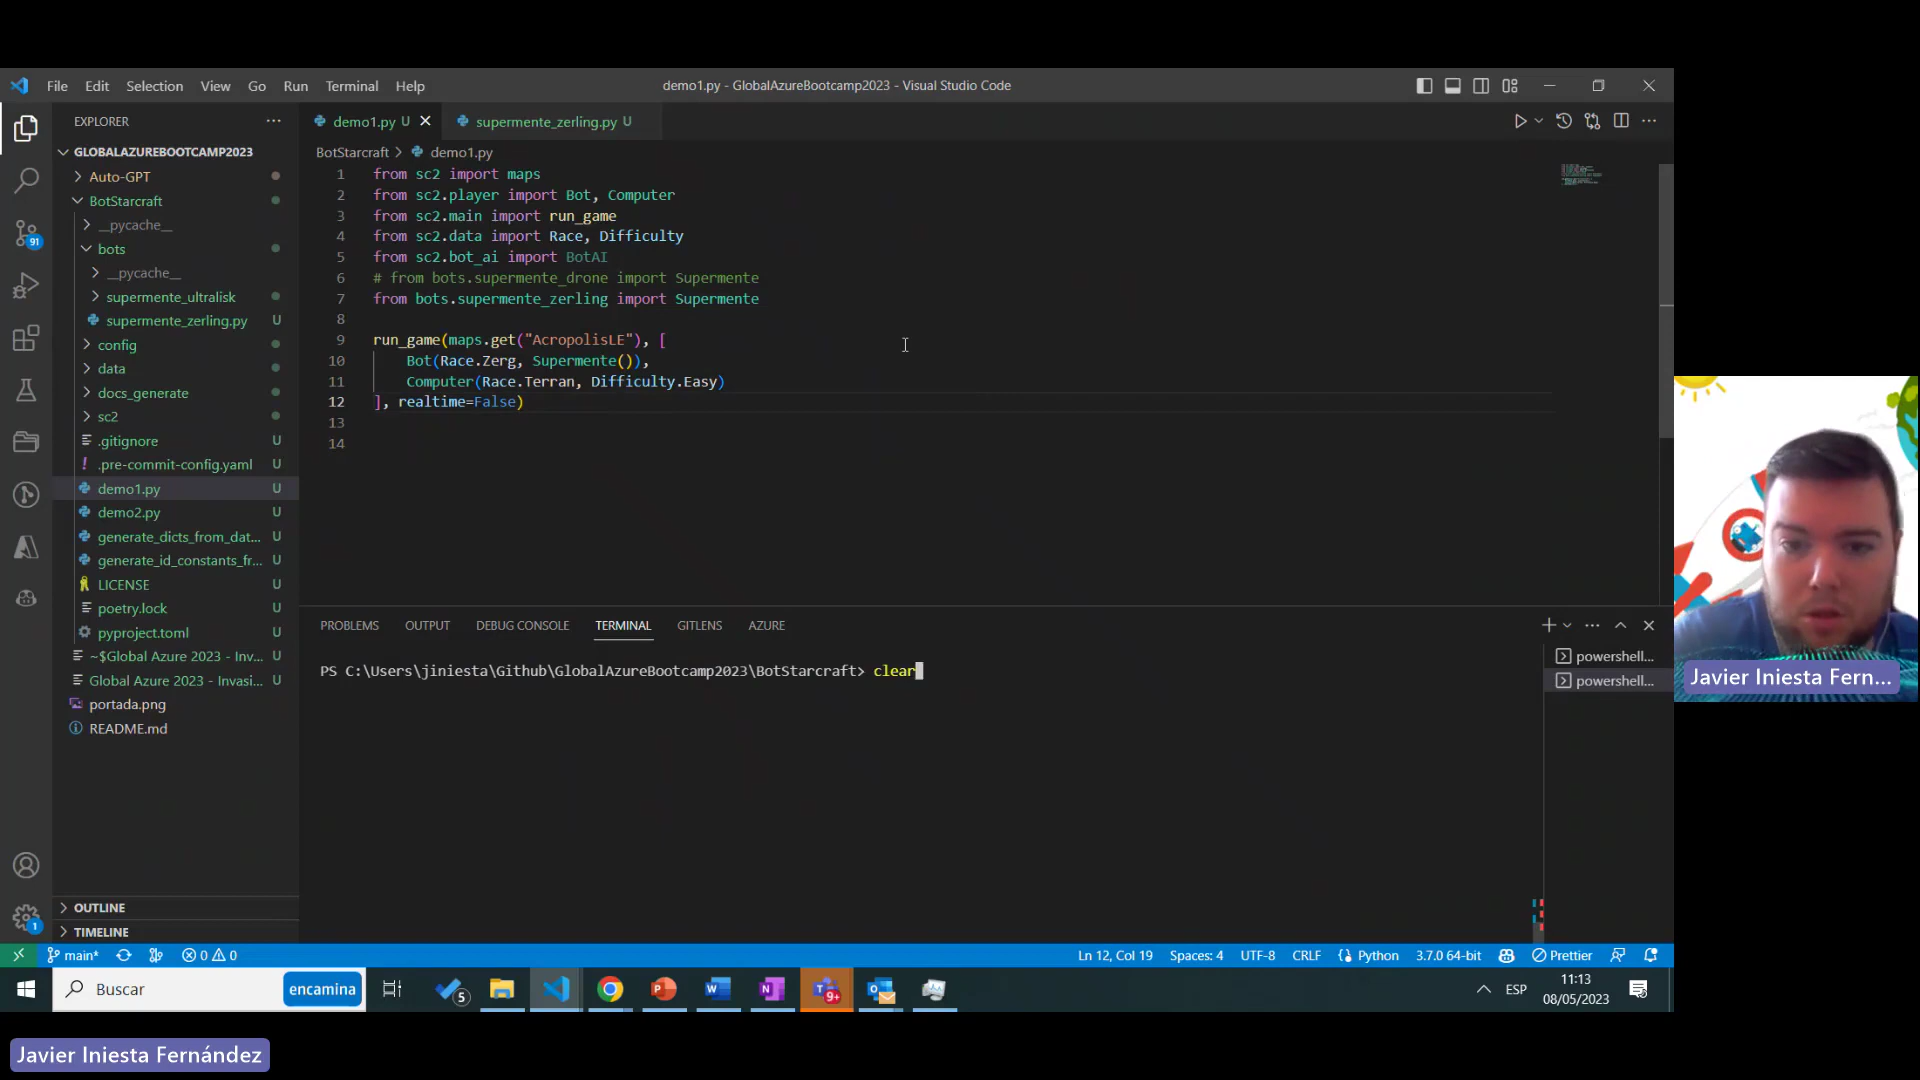 File Edit Selection View Go Run Terminal Help
demo1.py - GlobalAzureBootcamp2023 - Visual Studio Code
EXPLORER
demo1.py U
supermente_zerling.py U
GLOBALAZUREBOOTCAMP2023
BotStarcraft > demo1.py
Auto-GPT
BotStarcraft
__pycache__
bots
__pycache__
supermente_ultralisk
supermente_zerling.py U
config
data
docs_generate
sc2
.gitignore U
.pre-commit-config.yaml U
demo1.py U
demo2.py U
generate_dicts_from_dat... U
generate_id_constants_fr... U
LICENSE U
poetry.lock U
pyproject.toml U
~$Global Azure 2023 - Inv... U
Global Azure 2023 - Invasi... U
portada.png
README.md
OUTLINE
TIMELINE
91
1
1 from sc2 import maps
2 from sc2.player import Bot, Computer
3 from sc2.main import run_game
4 from sc2.data import Race, Difficulty
5 from sc2.bot_ai import BotAI
6 # from bots.supermente_drone import Supermente
7 from bots.supermente_zerling import Supermente
8
9 run_game(maps.get("AcropolisLE"), [
10 Bot(Race.Zerg, Supermente()),
11 Computer(Race.Terran, Difficulty.Easy)
12 ], realtime=False)
13
14
PROBLEMS OUTPUT DEBUG CONSOLE TERMINAL GITLENS AZURE
PS C:\Users\jiniesta\Github\GlobalAzureBootcamp2023\BotStarcraft> clear
powershell...
powershell...
Javier Iniesta Fern...
main* 0 0
Ln 12, Col 19 Spaces: 4 UTF-8 CRLF Python 3.7.0 64-bit Prettier
Buscar
encamina
5
9+
ESP
11:13
08/05/2023
Javier Iniesta Fernández